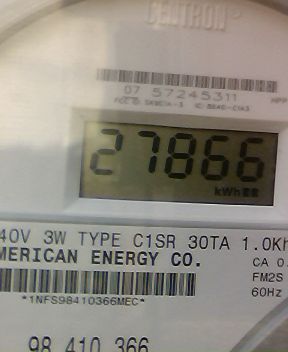 CENTRON®
07 57245311
27866
kWh
40V 3W TYPE C1SR 30TA 1.0Kh
MERICAN ENERGY CO.
CA 0.
FM2S
60Hz
*1NFS98410366MEC*
98 410 366